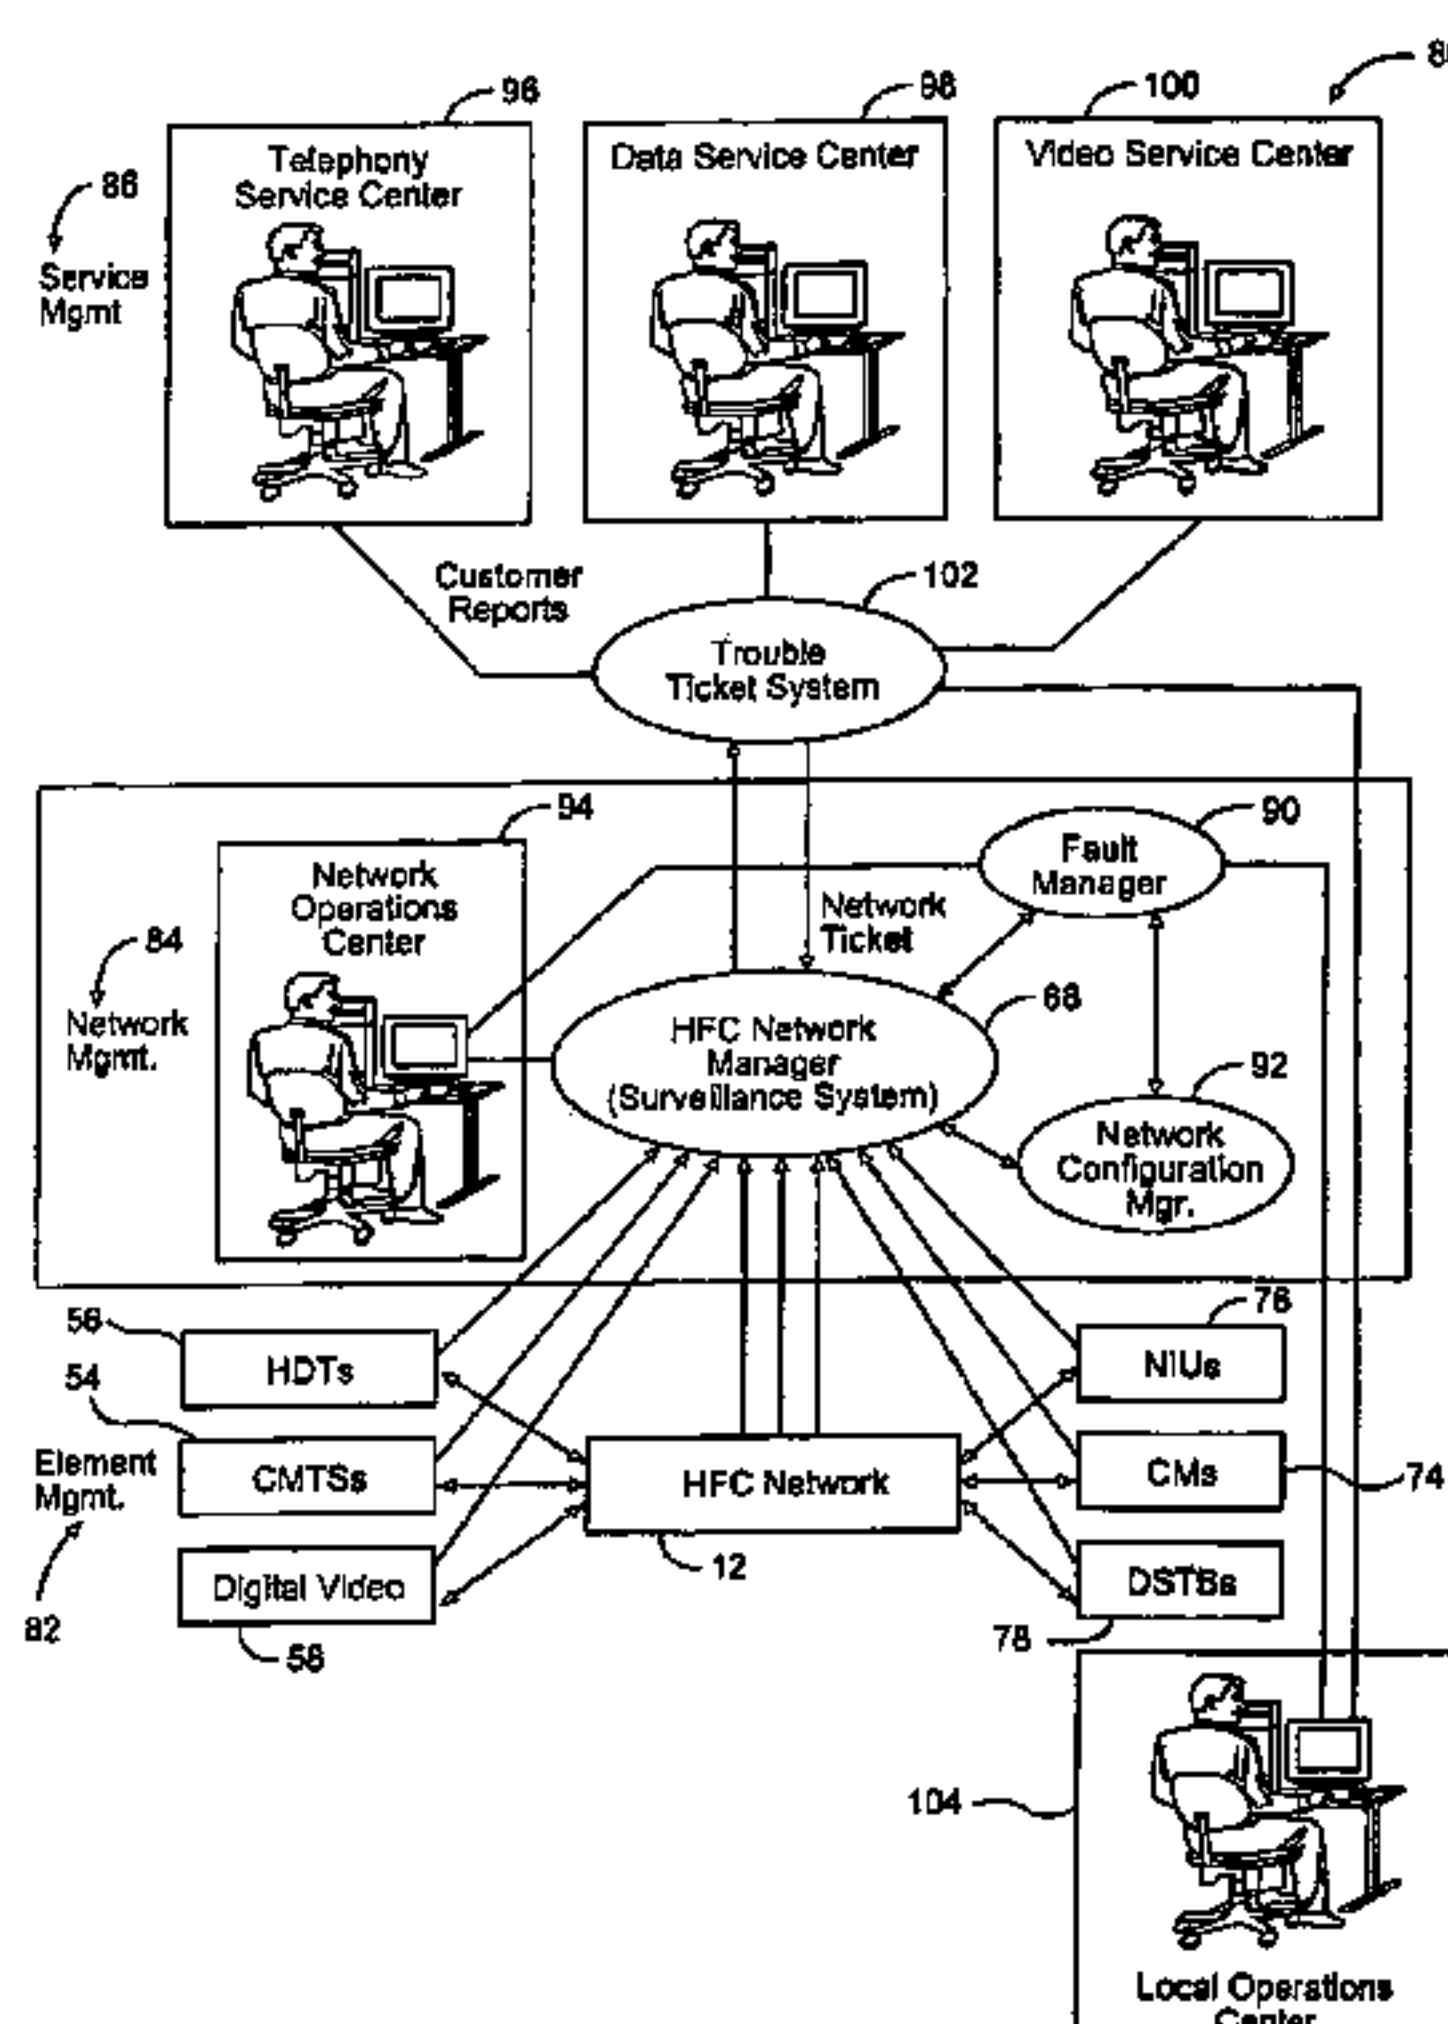 96
98
100
Telephony
Service Center
Data Service Center
Video Service Center
86
Service
Mgmt
Customer
Reports
102
Trouble
Ticket System
94
90
Network
Operations
Center
Fault
Manager
Network
Ticket
84
Network
Mgmt.
68
HFC Network
Manager
(Surveillance System)
92
Network
Configuration
Mgr.
56
HDTs
76
NIUs
54
CMTSs
Element
Mgmt.
HFC Network
CMs
74
12
Digital Video
DSTBs
82
58
78
104
Local Operations
Center